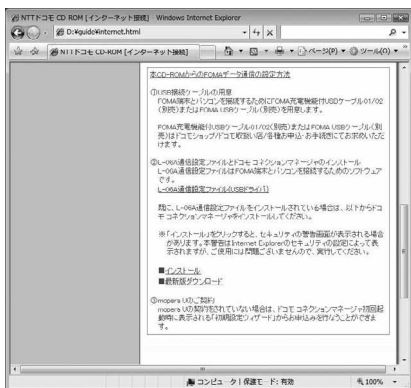 NTTドコモ CD ROM [インターネット接続] Windows Internet Explorer
D:¥guide¥internet.html
NTTドコモ CD-ROM [インターネット接続]
ページ(P)
ツール(O)
本CD-ROMからのFOMAデータ通信の設定方法
①USB接続ケーブルの用意
FOMA端末とパソコンを接続するためにFOMA充電機能付USBケーブル01/02
(別売)またはFOMA USBケーブル(別売)が必要です。
FOMA充電機能付USBケーブル01/02(別売)またはFOMA USBケーブル(別
売)はドコモショップ/ドコモ取扱い店/各種お申込・お手続きにてお求めいただ
けます。
②L-06A通信設定ファイルとドコモ コネクションマネージャのインストール
L-06A通信設定ファイルはFOMA端末とパソコンを接続するためのソフトウェア
です。
L-06A通信設定ファイル(USBドライバ)
既に、L-06A通信設定ファイルをインストールされている場合は、以下からドコ
モ コネクションマネージャをインストールしてください。
※「インストール」をクリックすると、セキュリティの警告画面が表示される場合
があります。本警告はInternet Explorerのセキュリティの設定によって表
示されますが、ご使用には問題ございませんので、実行してください。
■インストール
■最新版ダウンロード
③mopera Uのご契約
mopera Uの契約をされていない場合は、ドコモ コネクションマネージャ初回起
動時に表示される「初期設定ウィザード」からお申込みを行なうことができま
す。
コンピュータ | 保護モード: 有効
100%